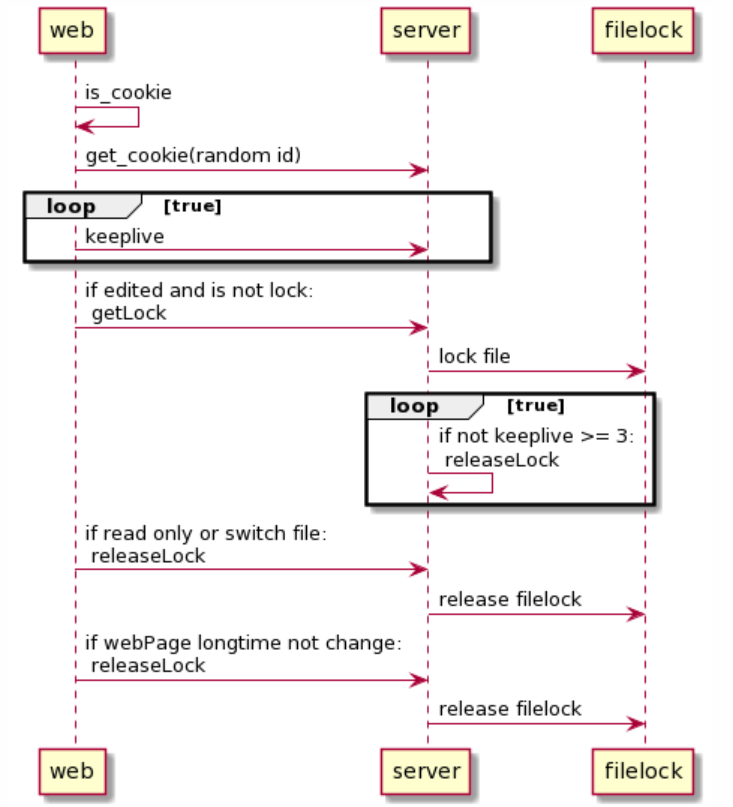 web
server
filelock
is_cookie
get_cookie(random id)
loop
[true]
keeplive
if edited and is not lock:
getLock
lock file
loop
[true]
if not keeplive >= 3:
releaseLock
if read only or switch file:
releaseLock
release filelock
if webPage longtime not change:
releaseLock
release filelock
web
server
filelock